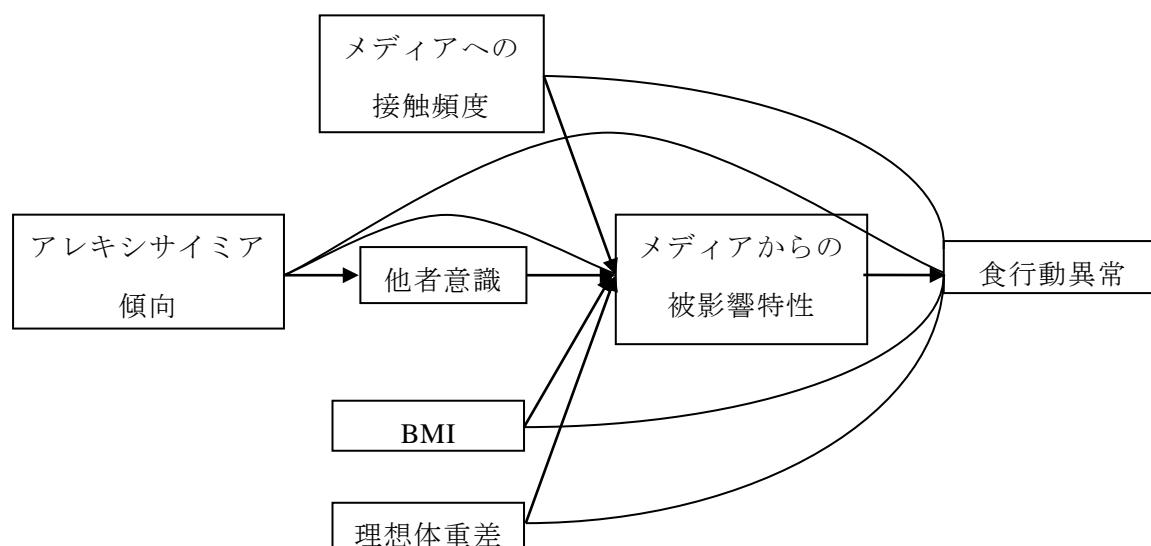 メディアへの
接触頻度
アレキシサイミア
傾向
他者意識
メディアからの
被影響特性
食行動異常
BMI
理想体重差